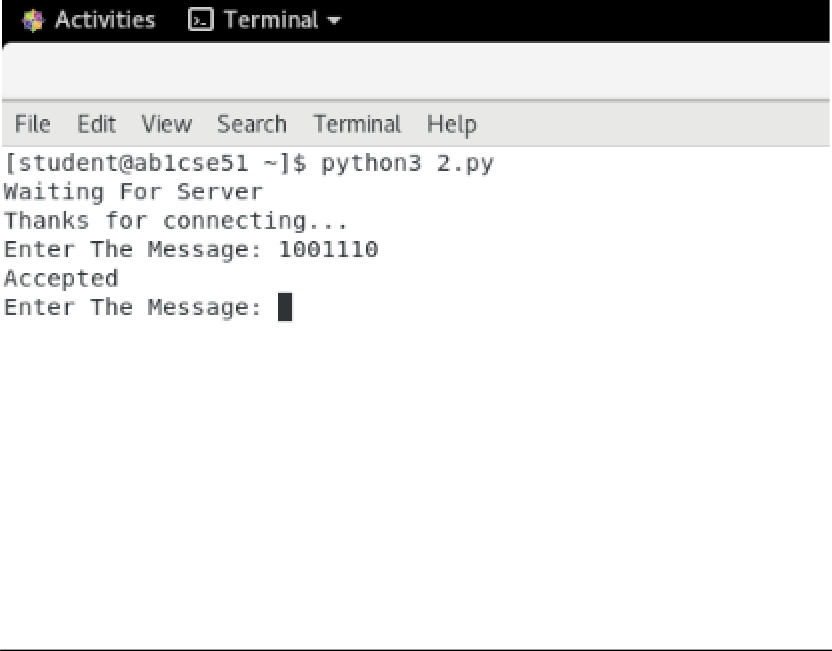 Activities Terminal
File Edit View Search Terminal Help
[student@ab1cse51 ~]$ python3 2.py
Waiting For Server
Thanks for connecting...
Enter The Message: 1001110
Accepted
Enter The Message: